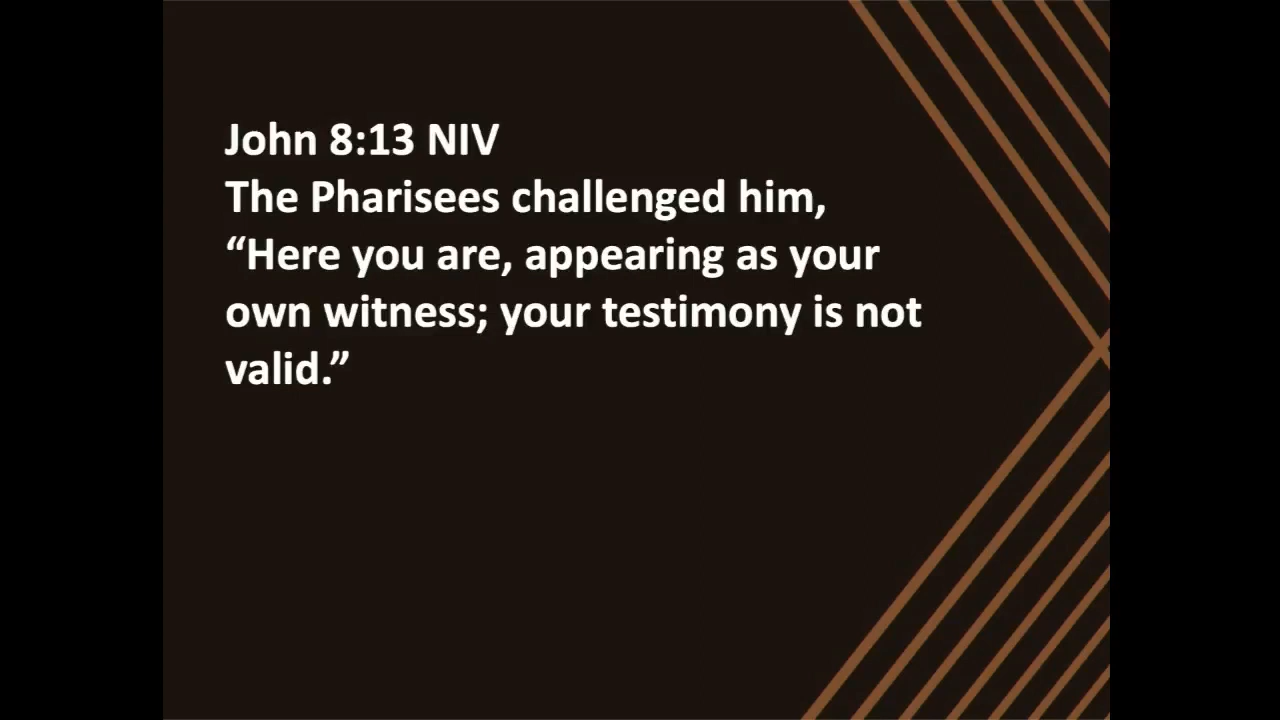 John 8:13 NIV
The Pharisees challenged him,
“Here you are, appearing as your
own witness; your testimony is not
valid.”